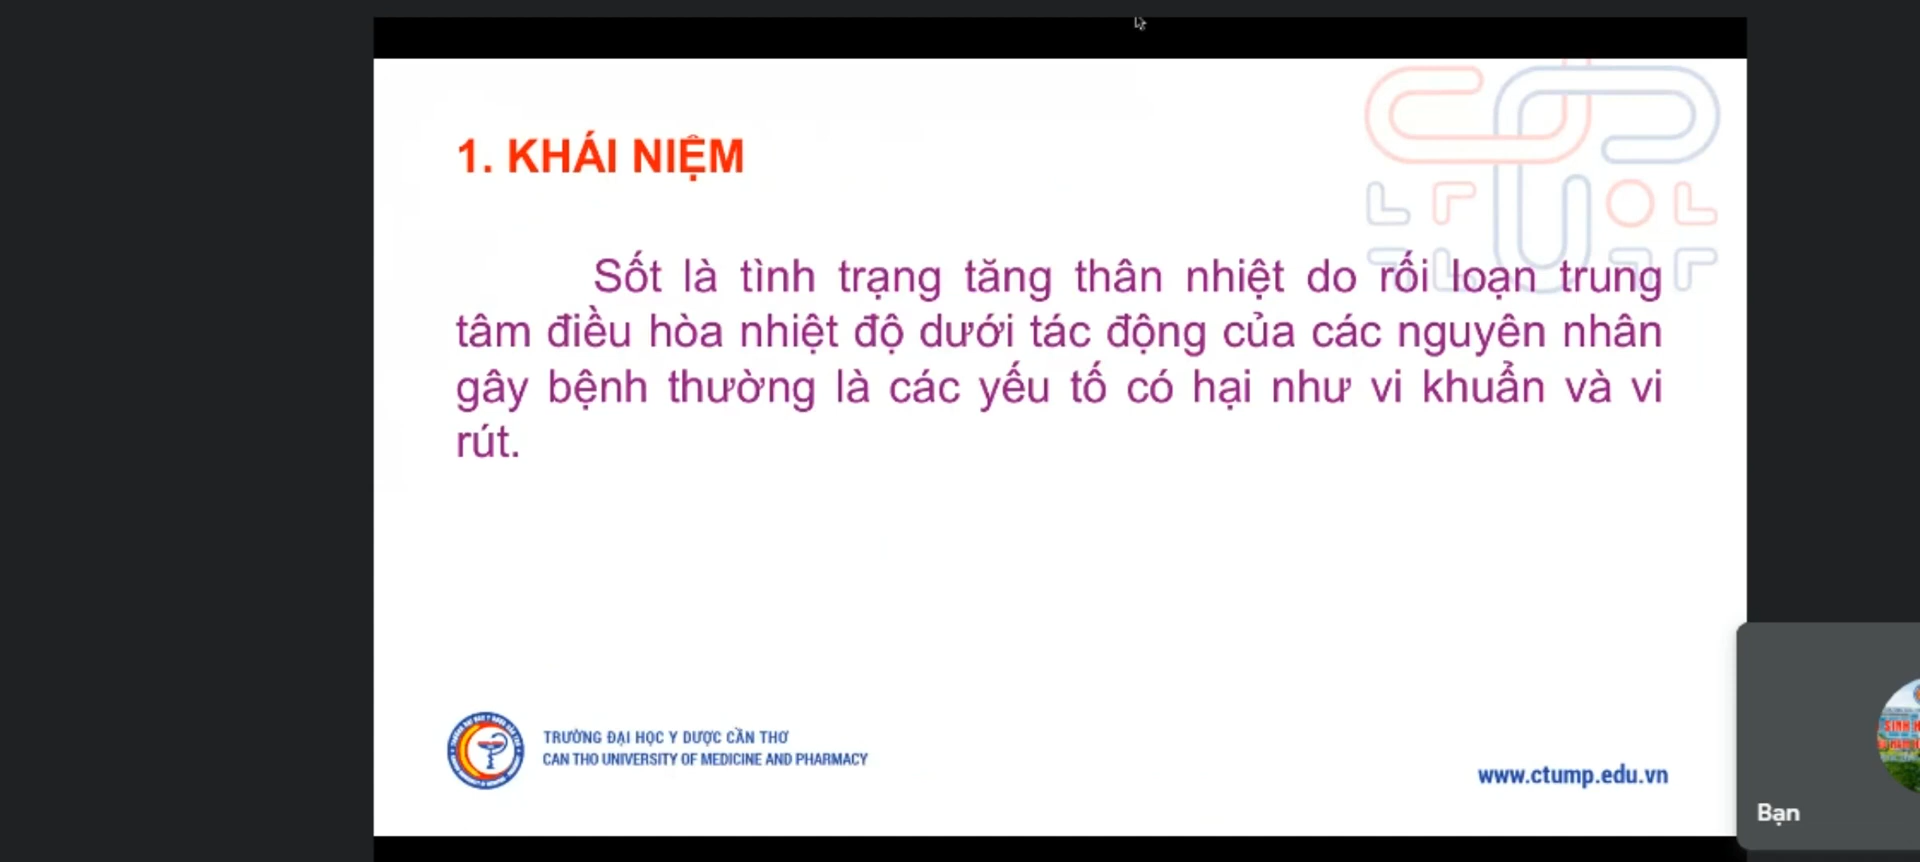 1. KHÁI NIỆM
Sốt là tình trạng tăng thân nhiệt do rối loạn trung
tâm điều hòa nhiệt độ dưới tác động của các nguyên nhân
gây bệnh thường là các yếu tố có hại như vi khuẩn và vi
rút.
TRƯỜNG ĐẠI HỌC Y DƯỢC CẦN THƠ
CAN THO UNIVERSITY OF MEDICINE AND PHARMACY
www.ctump.edu.vn
Bạn